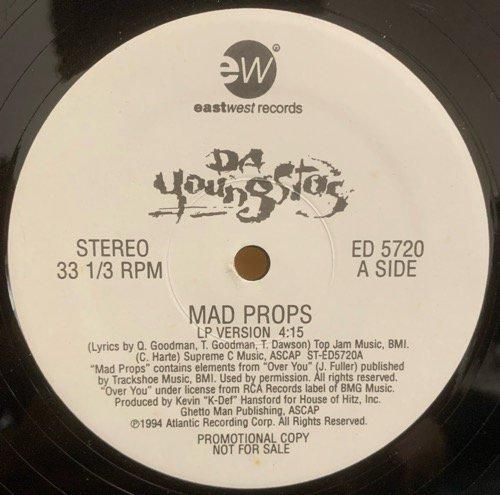 ew
®
eastwest records
DA
Youngstas
STEREO
33 1/3 RPM
ED 5720
A SIDE
MAD PROPS
LP VERSION 4:15
(Lyrics by Q. Goodman, T. Goodman, T. Dawson) Top Jam Music, BMI.
(C. Harte) Supreme C Music, ASCAP ST-ED5720A
“Mad Props” contains elements from “Over You” (J. Fuller) published
by Trackshoe Music, BMI. Used by permission. All rights reserved.
“Over You” under license from RCA Records label of BMG Music.
Produced by Kevin “K-Def” Hansford for House of Hitz, Inc.
Ghetto Man Publishing, ASCAP
℗1994 Atlantic Recording Corp. All Rights Reserved.
PROMOTIONAL COPY
NOT FOR SALE